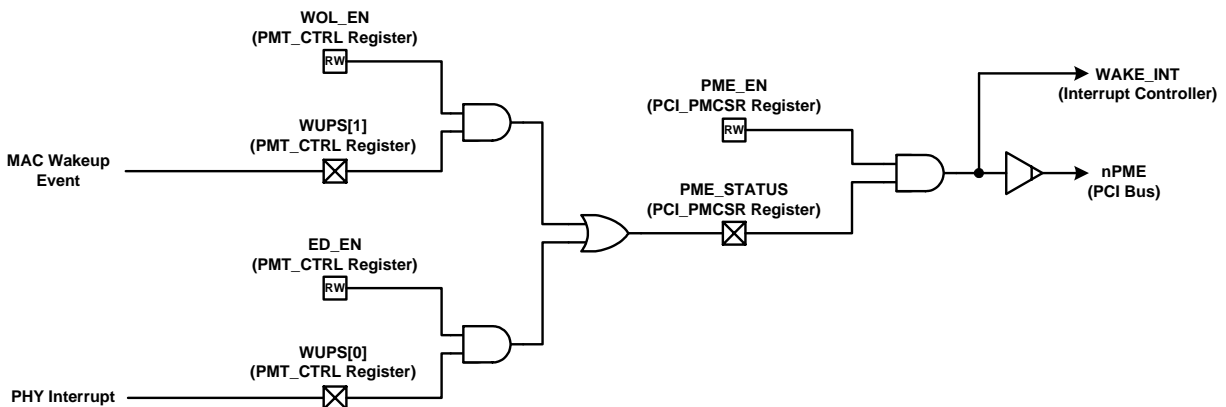 WOL_EN
(PMT_CTRL Register)
RW
WUPS[1]
(PMT_CTRL Register)
MAC Wakeup
Event
ED_EN
(PMT_CTRL Register)
RW
WUPS[0]
(PMT_CTRL Register)
PHY Interrupt
PME_EN
(PCI_PMCSR Register)
RW
PME_STATUS
(PCI_PMCSR Register)
WAKE_INT
(Interrupt Controller)
nPME
(PCI Bus)